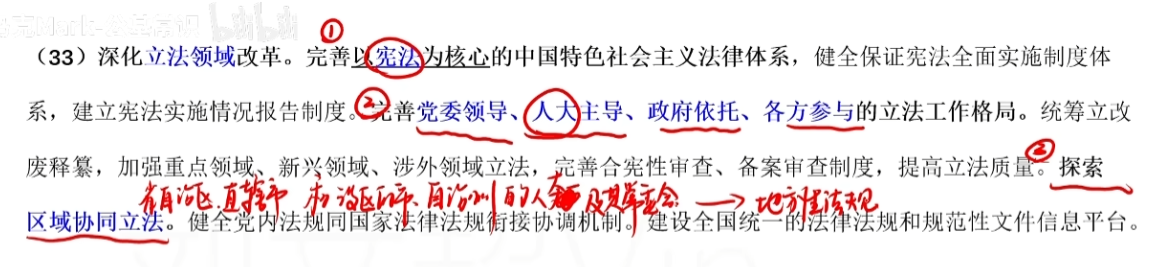 bilibili
①
（33）深化立法领域改革。完善以宪法为核心的中国特色社会主义法律体系，健全保证宪法全面实施制度体
系，建立宪法实施情况报告制度。②完善党委领导、人大主导、政府依托、各方参与的立法工作格局。统筹立改
废释纂，加强重点领域、新兴领域、涉外领域立法，完善合宪性审查、备案审查制度，提高立法质量。③探索
省自治区、直辖市 和 设区的市、自治州的人大及其常委会 → 地方性法规
区域协同立法。健全党内法规同国家法律法规衔接协调机制。建设全国统一的法律法规和规范性文件信息平台。